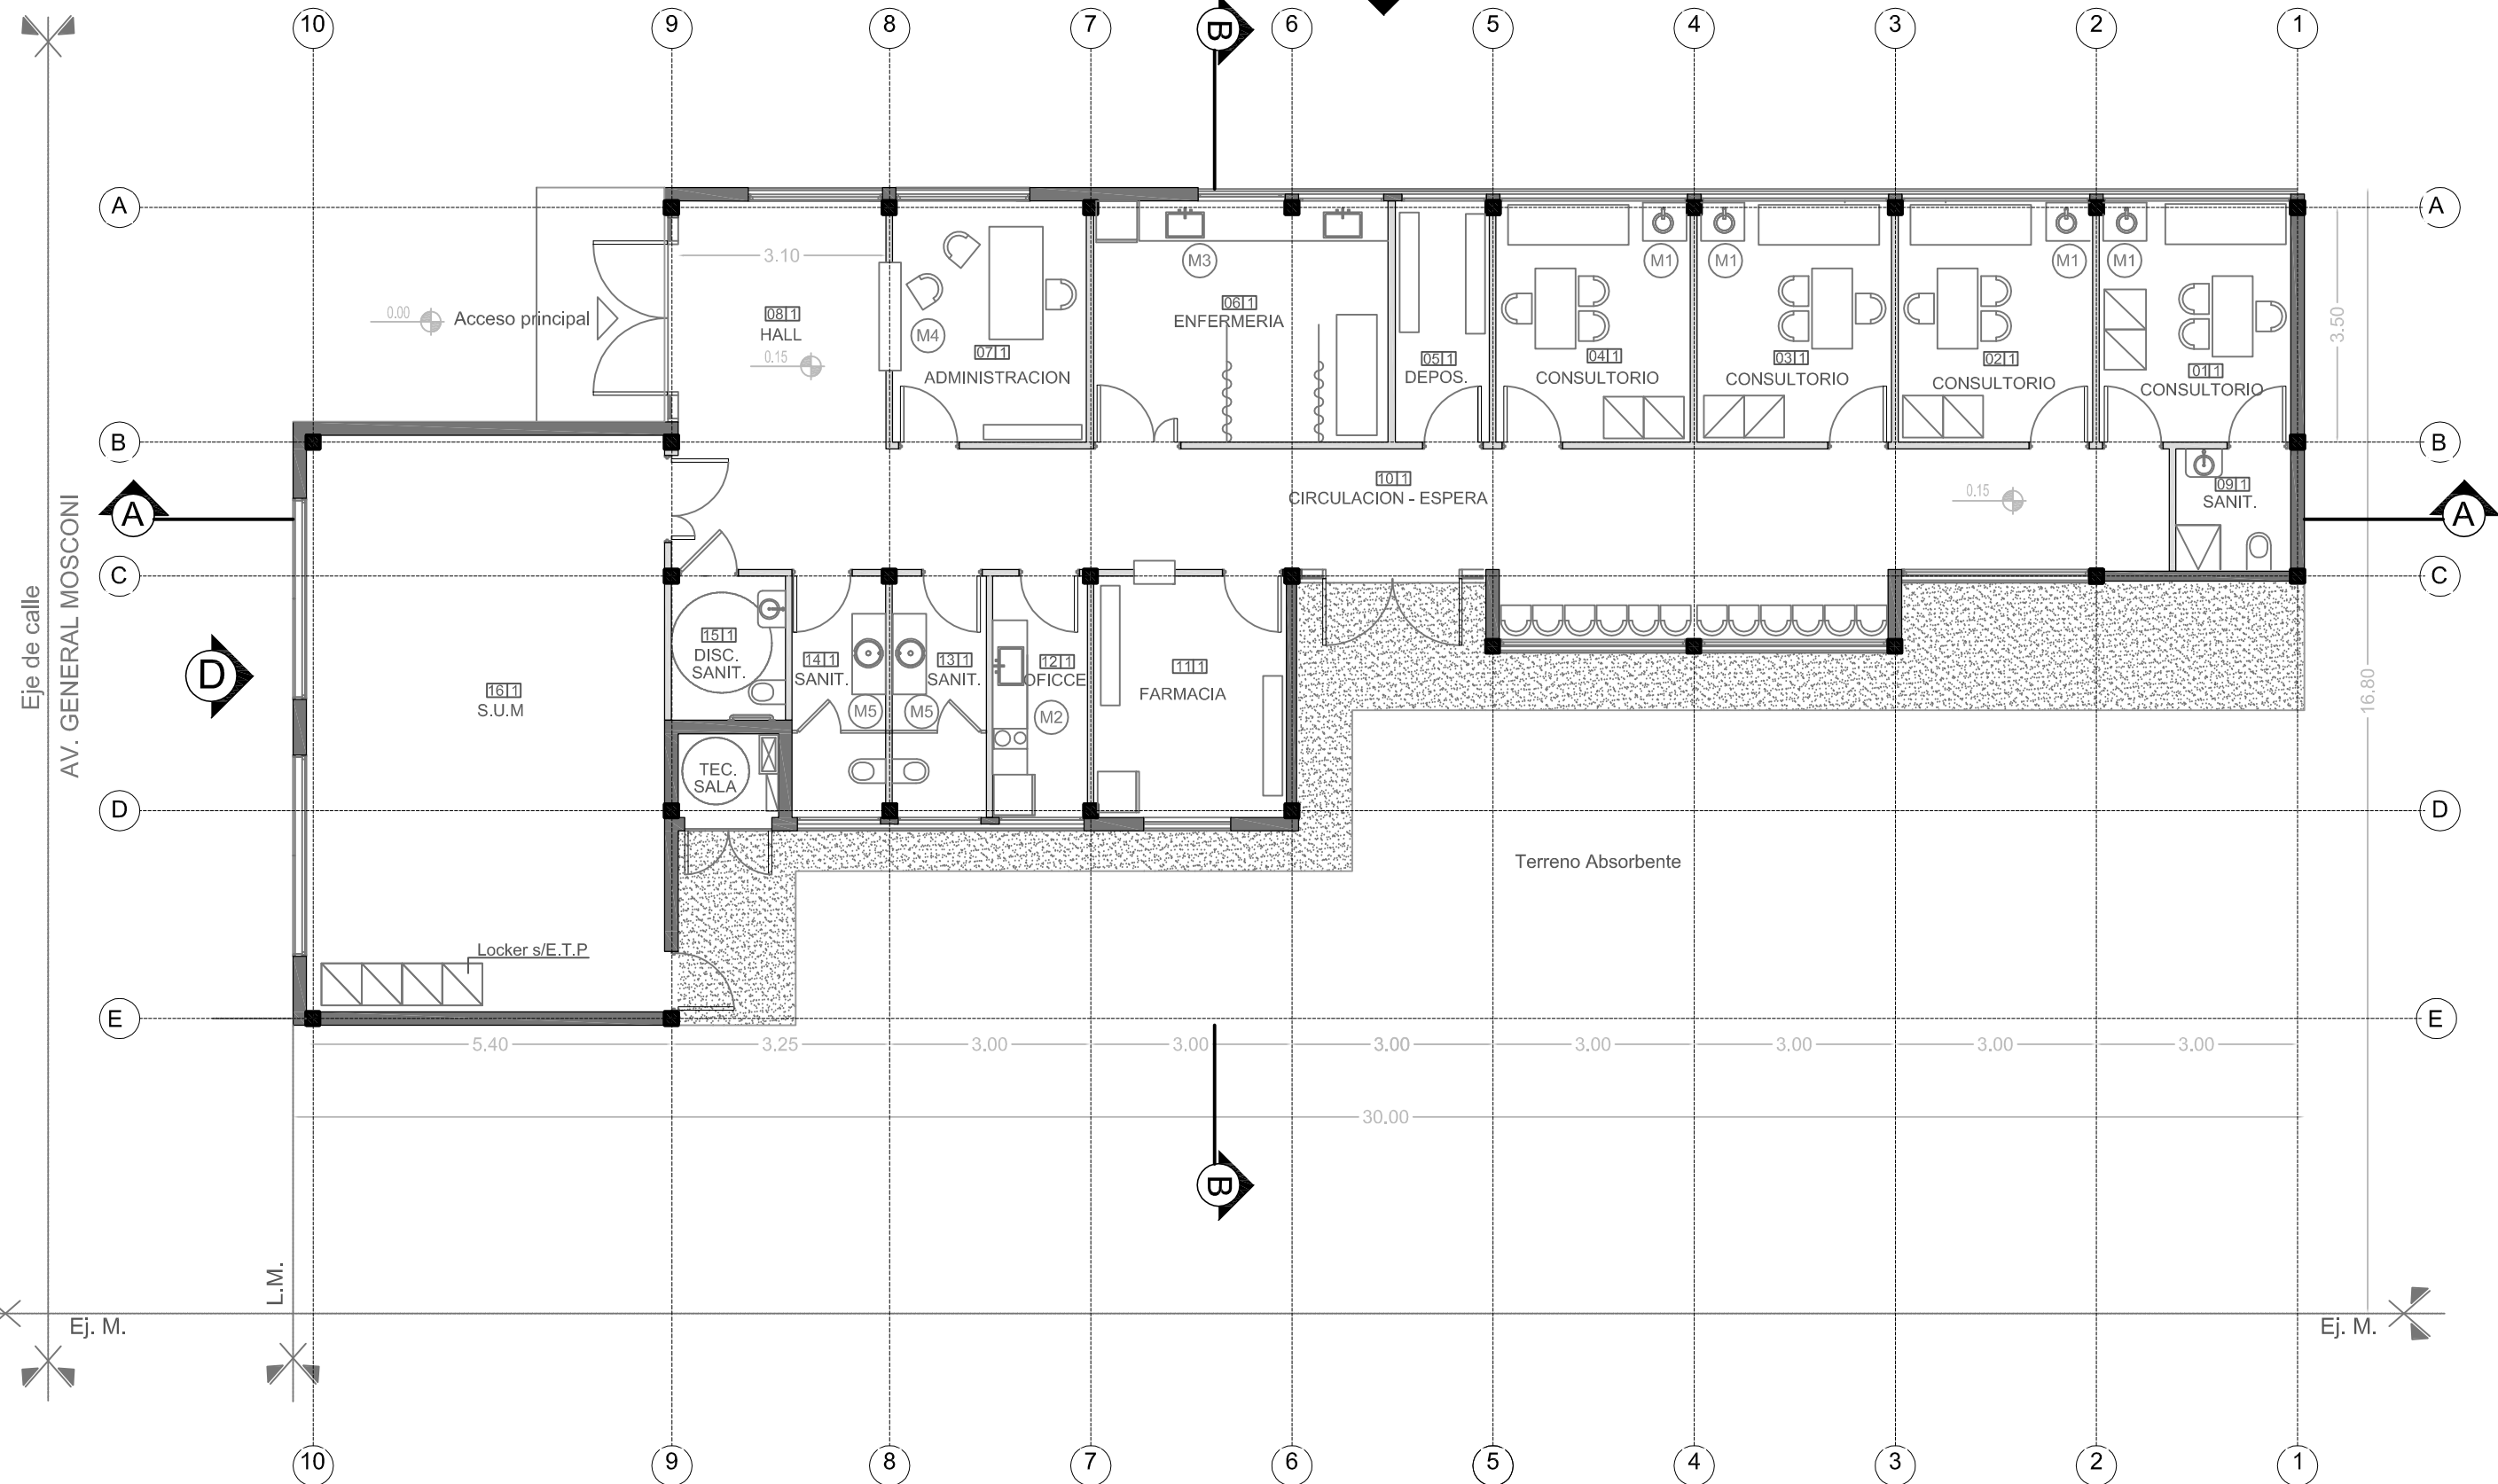 10 9 8 7 B 6 5 4 3 2 1
A A
3.10
M3 M1 M1 M1 M1
0.00 Acceso principal
08 1
HALL
0.15
M4
07 1
ADMINISTRACION
06 1
ENFERMERIA
05 1
DEPOS.
04 1
CONSULTORIO
03 1
CONSULTORIO
02 1
CONSULTORIO
01 1
CONSULTORIO
3.50
B B
10 1
CIRCULACION - ESPERA
0.15
09 1
SANIT.
A A
C C
Eje de calle
AV. GENERAL MOSCONI
D
16 1
S.U.M
15 1
DISC.
SANIT.
14 1
SANIT.
13 1
SANIT.
12 1
OFICCE
11 1
FARMACIA
M5 M5 M2
16.80
TEC.
SALA
D D
Terreno Absorbente
Locker s/E.T.P
E E
5.40 3.25 3.00 3.00 3.00 3.00 3.00 3.00 3.00
30.00
B
L.M.
Ej. M. Ej. M.
10 9 8 7 6 5 4 3 2 1